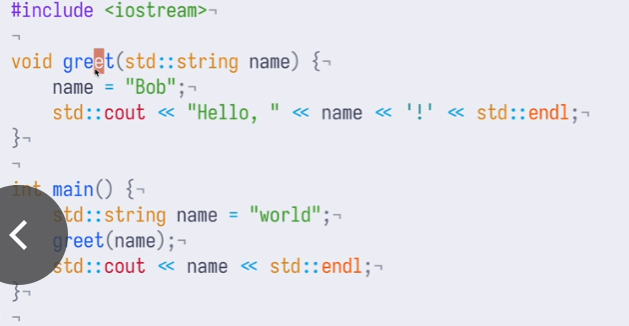 #include <iostream>¬
¬
void greet(std::string name) {¬
    name = "Bob";¬
    std::cout << "Hello, " << name << '!' << std::endl;¬
}¬
¬
int main() {¬
    std::string name = "world";¬
    greet(name);¬
    std::cout << name << std::endl;¬
}¬
¬